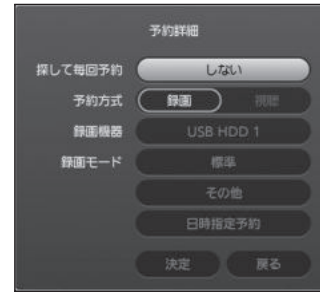 予約詳細
探して毎回予約 しない
予約方式 録画 視聴
録画機器 USB HDD 1
録画モード 標準
その他
日時指定予約
決定 戻る